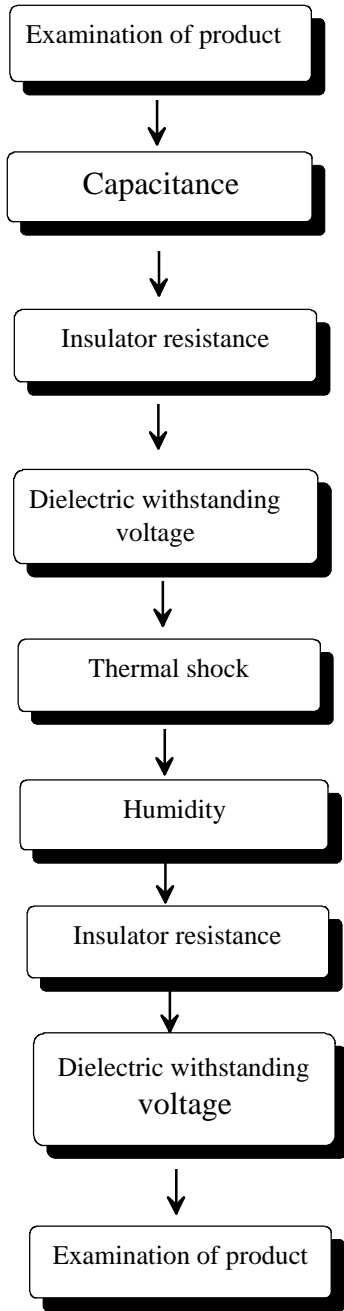 Examination of product
Capacitance
Insulator resistance
Dielectric withstanding
voltage
Thermal shock
Humidity
Insulator resistance
Dielectric withstanding
voltage
Examination of product